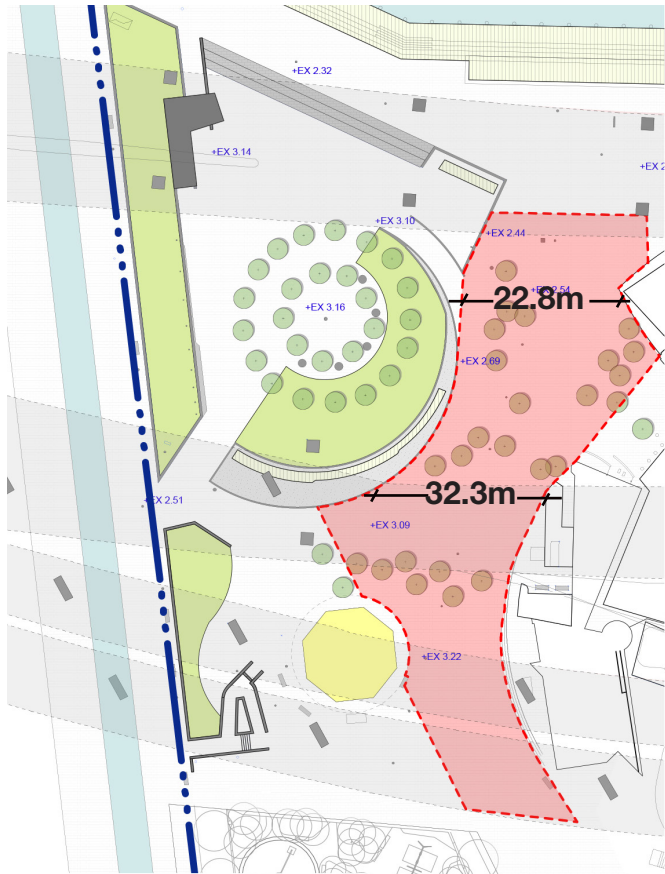 +EX 2.32
+EX 3.14
+EX 2
+EX 3.10
+EX 2.44
+EX 2.54
22.8m
+EX 3.16
+EX 2.69
32.3m
+EX 2.51
+EX 3.09
+EX 3.22